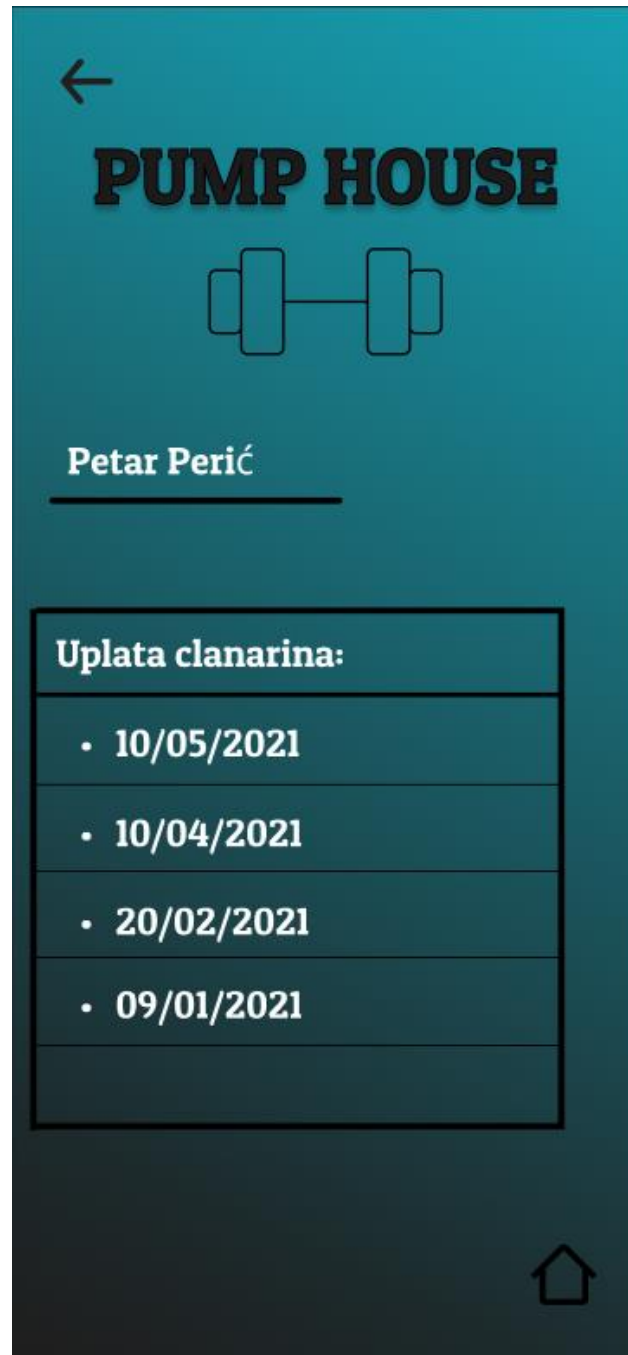 PUMP HOUSE
Petar Perić
Uplata clanarina:
• 10/05/2021
• 10/04/2021
• 20/02/2021
• 09/01/2021